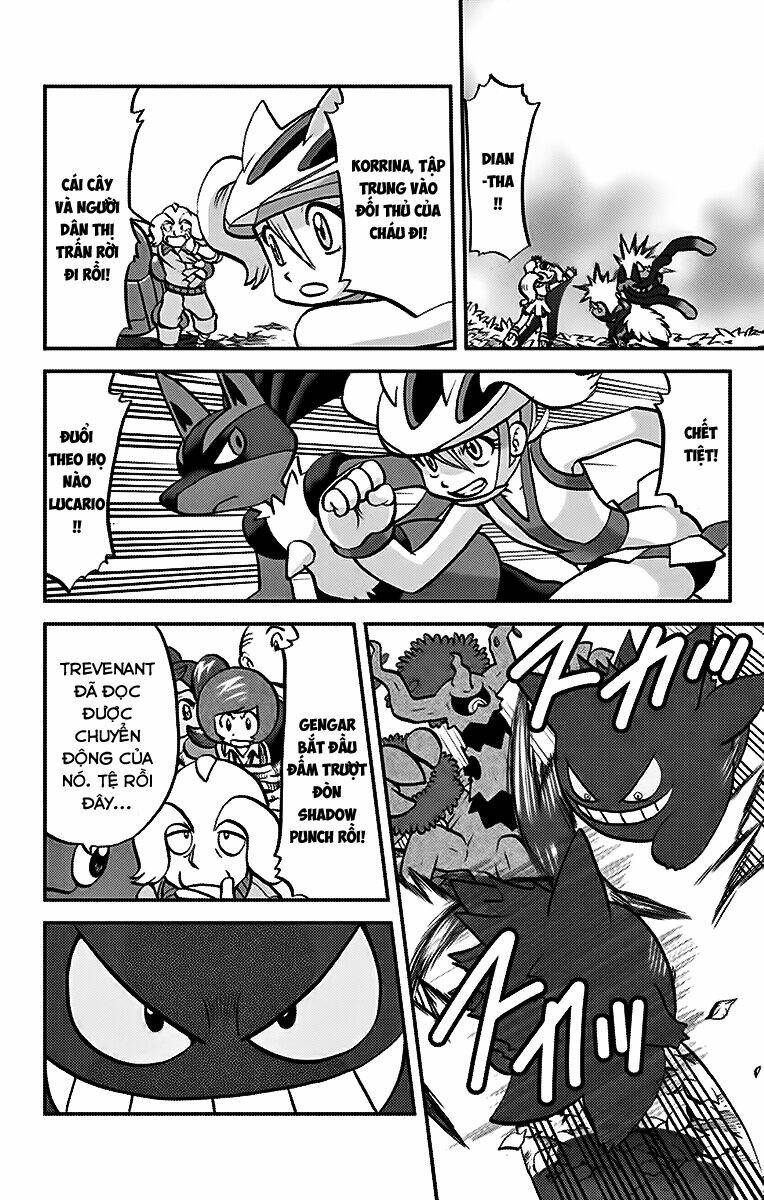 DIAN
-THA
!!
KORRINA, TẬP
TRUNG VÀO
ĐỐI THỦ CỦA
CHÁU ĐI!
CÁI CÂY
VÀ NGƯỜI
DÂN THỊ
TRẤN RỜI
ĐI RỒI!
CHẾT
TIỆT!
ĐUỔI
THEO HỌ
NÀO
LUCARIO
!!
スカッ
GENGAR
BẮT ĐẦU
ĐẤM TRƯỢT
ĐÒN
SHADOW
PUNCH RỒI!
TREVENANT
ĐÃ ĐỌC
ĐƯỢC
CHUYỂN
ĐỘNG CỦA
NÓ. TỆ RỒI
ĐÂY...
スカッ